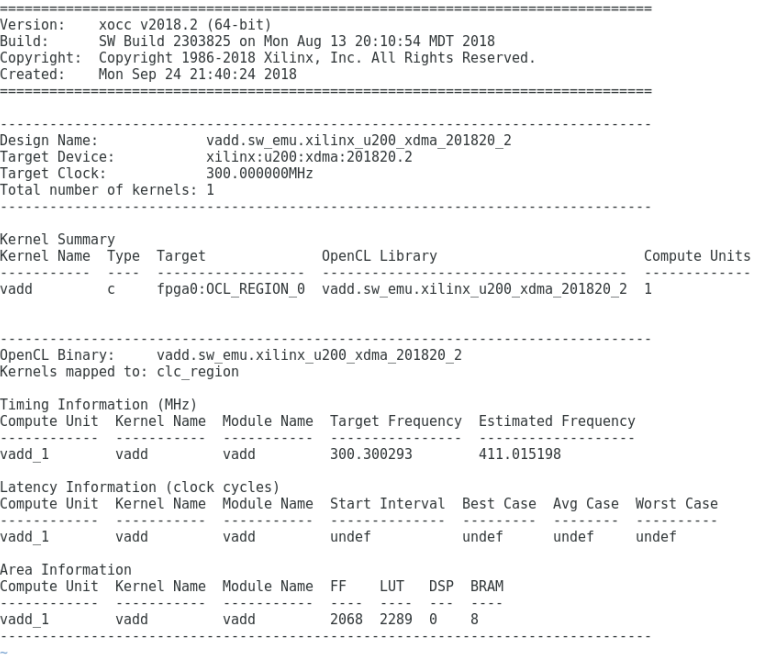 ===============================================================================
Version:    xocc v2018.2 (64-bit)
Build:      SW Build 2303825 on Mon Aug 13 20:10:54 MDT 2018
Copyright:  Copyright 1986-2018 Xilinx, Inc. All Rights Reserved.
Created:    Mon Sep 24 21:40:24 2018
===============================================================================

-------------------------------------------------------------------------------
Design Name:             vadd.sw_emu.xilinx_u200_xdma_201820_2
Target Device:           xilinx:u200:xdma:201820.2
Target Clock:            300.000000MHz
Total number of kernels: 1
-------------------------------------------------------------------------------

Kernel Summary
Kernel Name  Type  Target              OpenCL Library                         Compute Units
-----------  ----  ------------------  -------------------------------------  -------------
vadd         c     fpga0:OCL_REGION_0  vadd.sw_emu.xilinx_u200_xdma_201820_2  1


-------------------------------------------------------------------------------
OpenCL Binary:     vadd.sw_emu.xilinx_u200_xdma_201820_2
Kernels mapped to: clc_region

Timing Information (MHz)
Compute Unit  Kernel Name  Module Name  Target Frequency  Estimated Frequency
------------  -----------  -----------  ----------------  -------------------
vadd_1        vadd         vadd         300.300293        411.015198

Latency Information (clock cycles)
Compute Unit  Kernel Name  Module Name  Start Interval  Best Case  Avg Case  Worst Case
------------  -----------  -----------  --------------  ---------  --------  ----------
vadd_1        vadd         vadd         undef           undef      undef     undef

Area Information
Compute Unit  Kernel Name  Module Name  FF    LUT   DSP  BRAM
------------  -----------  -----------  ----  ----  ---  ----
vadd_1        vadd         vadd         2068  2289  0    8
-------------------------------------------------------------------------------
~